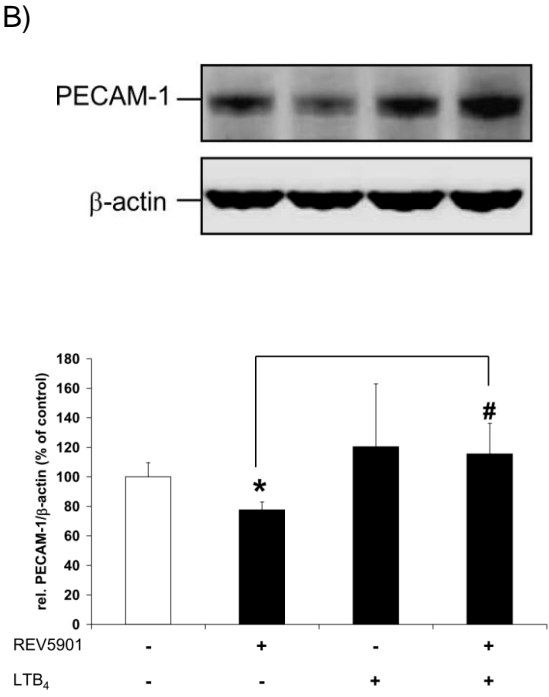 B)
PECAM-1
β-actin
rel. PECAM-1/β-actin (% of control)
180
160
140
120
100
80
60
40
20
0
*
#
REV5901 - + - +
LTB₄ - - + +